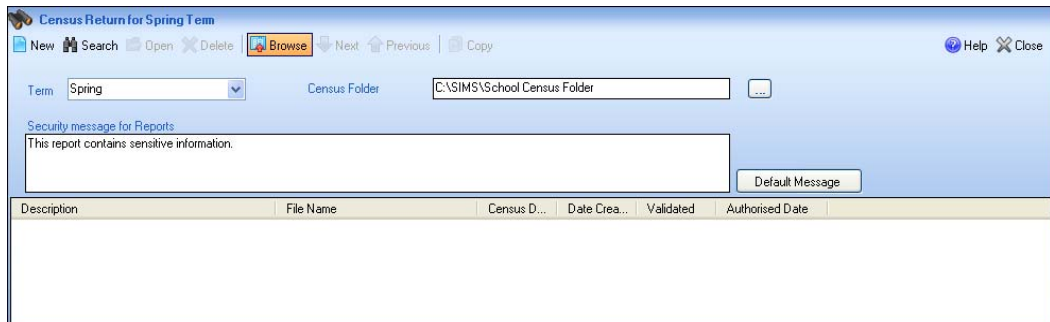 Census Return for Spring Term
New Search Open Delete Browse Next Previous Copy Help Close
Term Spring Census Folder C:\SIMS\School Census Folder ...
Security message for Reports
This report contains sensitive information.
Default Message
Description File Name Census D... Date Crea... Validated Authorised Date